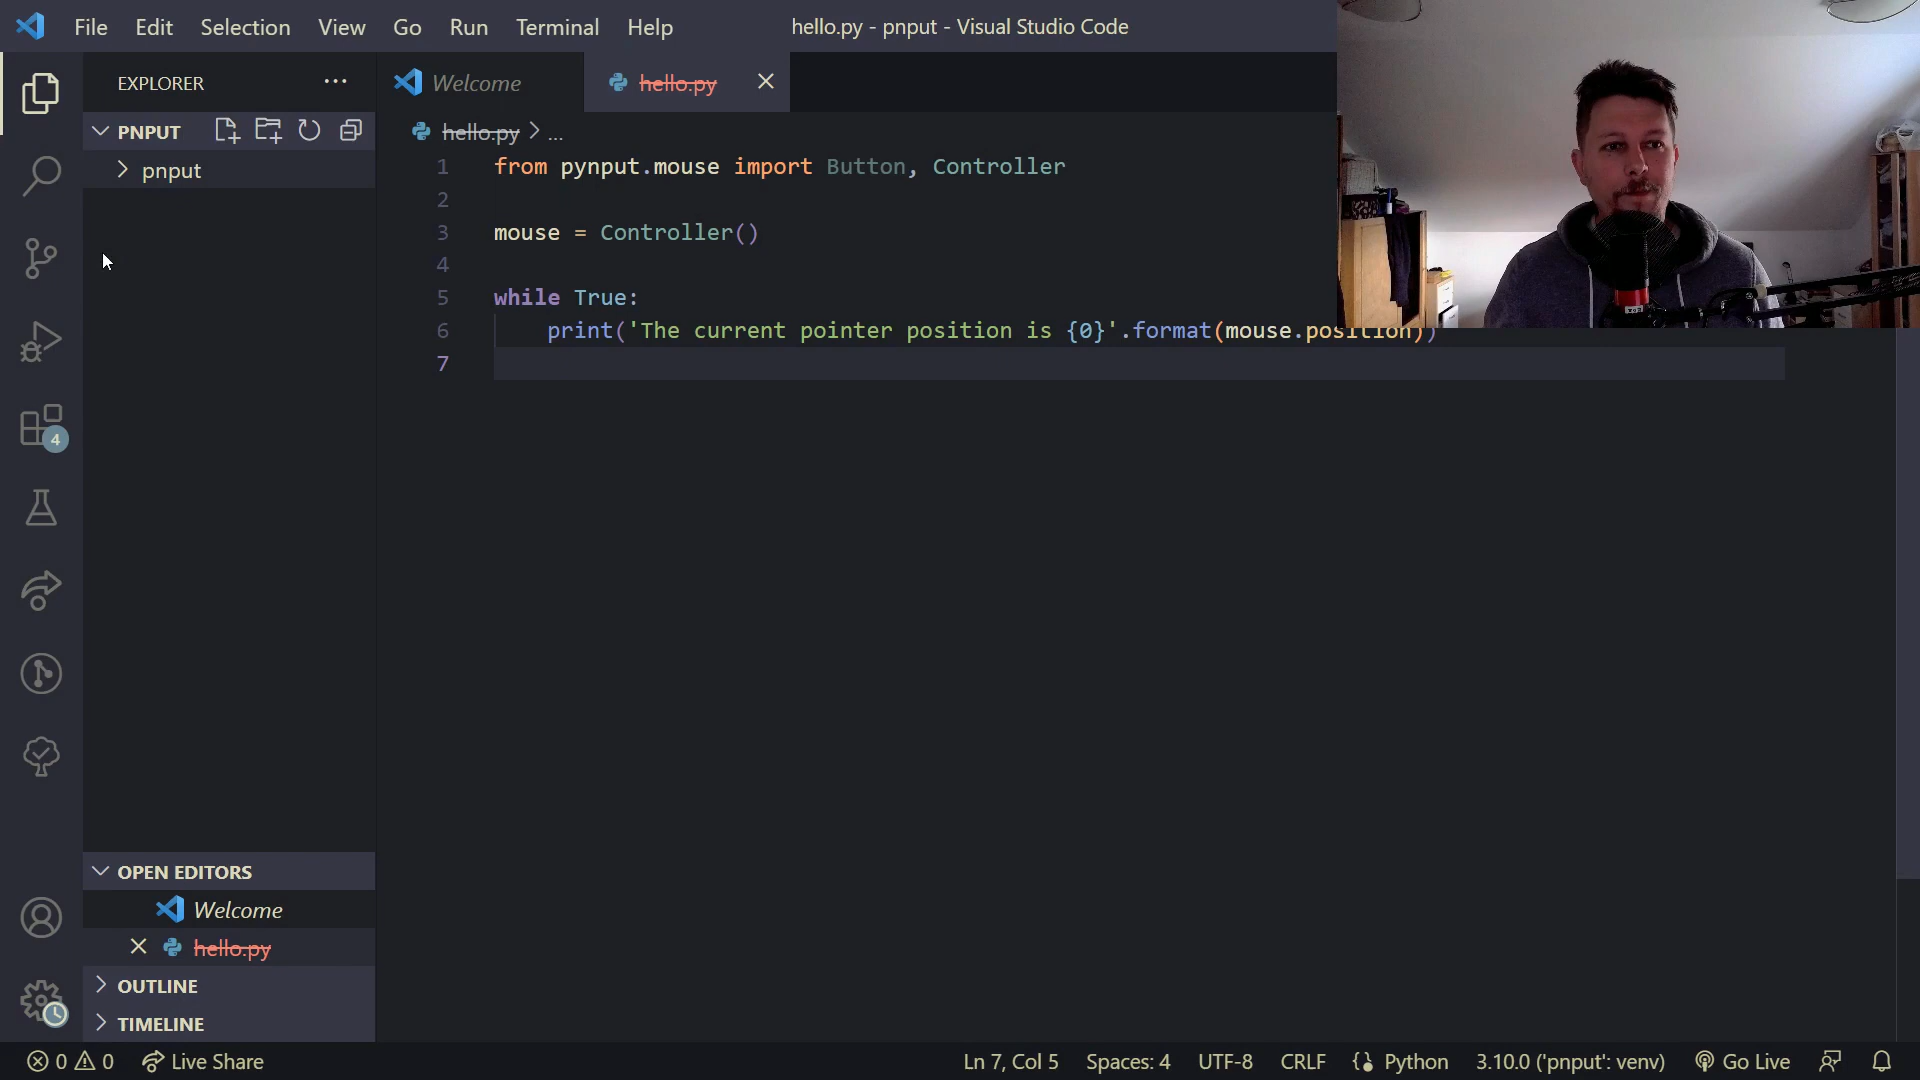 File Edit Selection View Go Run Terminal Help
hello.py - pnput - Visual Studio Code
EXPLORER
Welcome
hello.py
PNPUT
hello.py > ...
pnput
1 from pynput.mouse import Button, Controller
2
3 mouse = Controller()
4
5 while True:
6 print('The current pointer position is {0}'.format(mouse.position))
7
4
OPEN EDITORS
Welcome
hello.py
OUTLINE
TIMELINE
0 0 Live Share
Ln 7, Col 5 Spaces: 4 UTF-8 CRLF Python 3.10.0 ('pnput': venv) Go Live